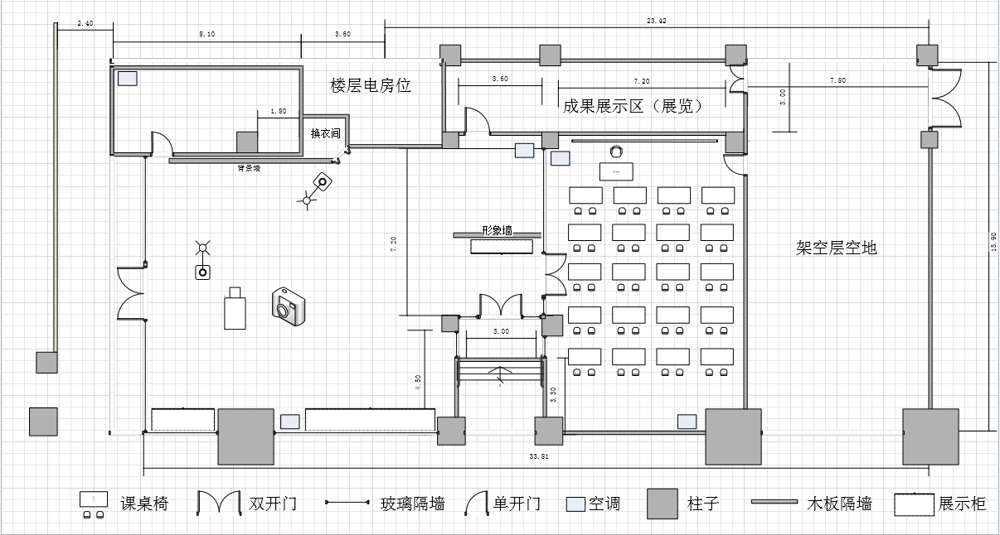 23.42
2.40
8.10
3.60
楼层电房位
3.60
7.20
7.80
成果展示区（展览）
3.00
1.80
换衣间
背景墙
形象墙
7.20
架空层空地
15.90
3.00
4.50
3.30
33.81
课桌椅
双开门
玻璃隔墙
单开门
空调
柱子
木板隔墙
展示柜